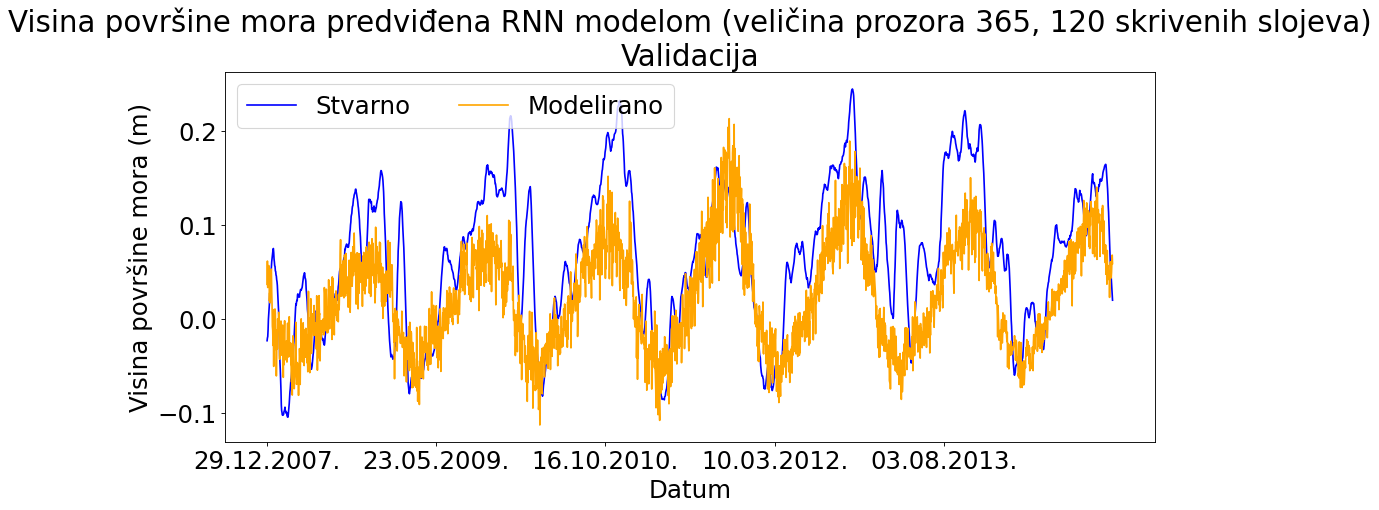 Visina površine mora predviđena RNN modelom (veličina prozora 365, 120 skrivenih slojeva)
Validacija
Stvarno Modelirano
Visina površine mora (m)
0.2
0.1
0.0
−0.1
29.12.2007. 23.05.2009. 16.10.2010. 10.03.2012. 03.08.2013.
Datum